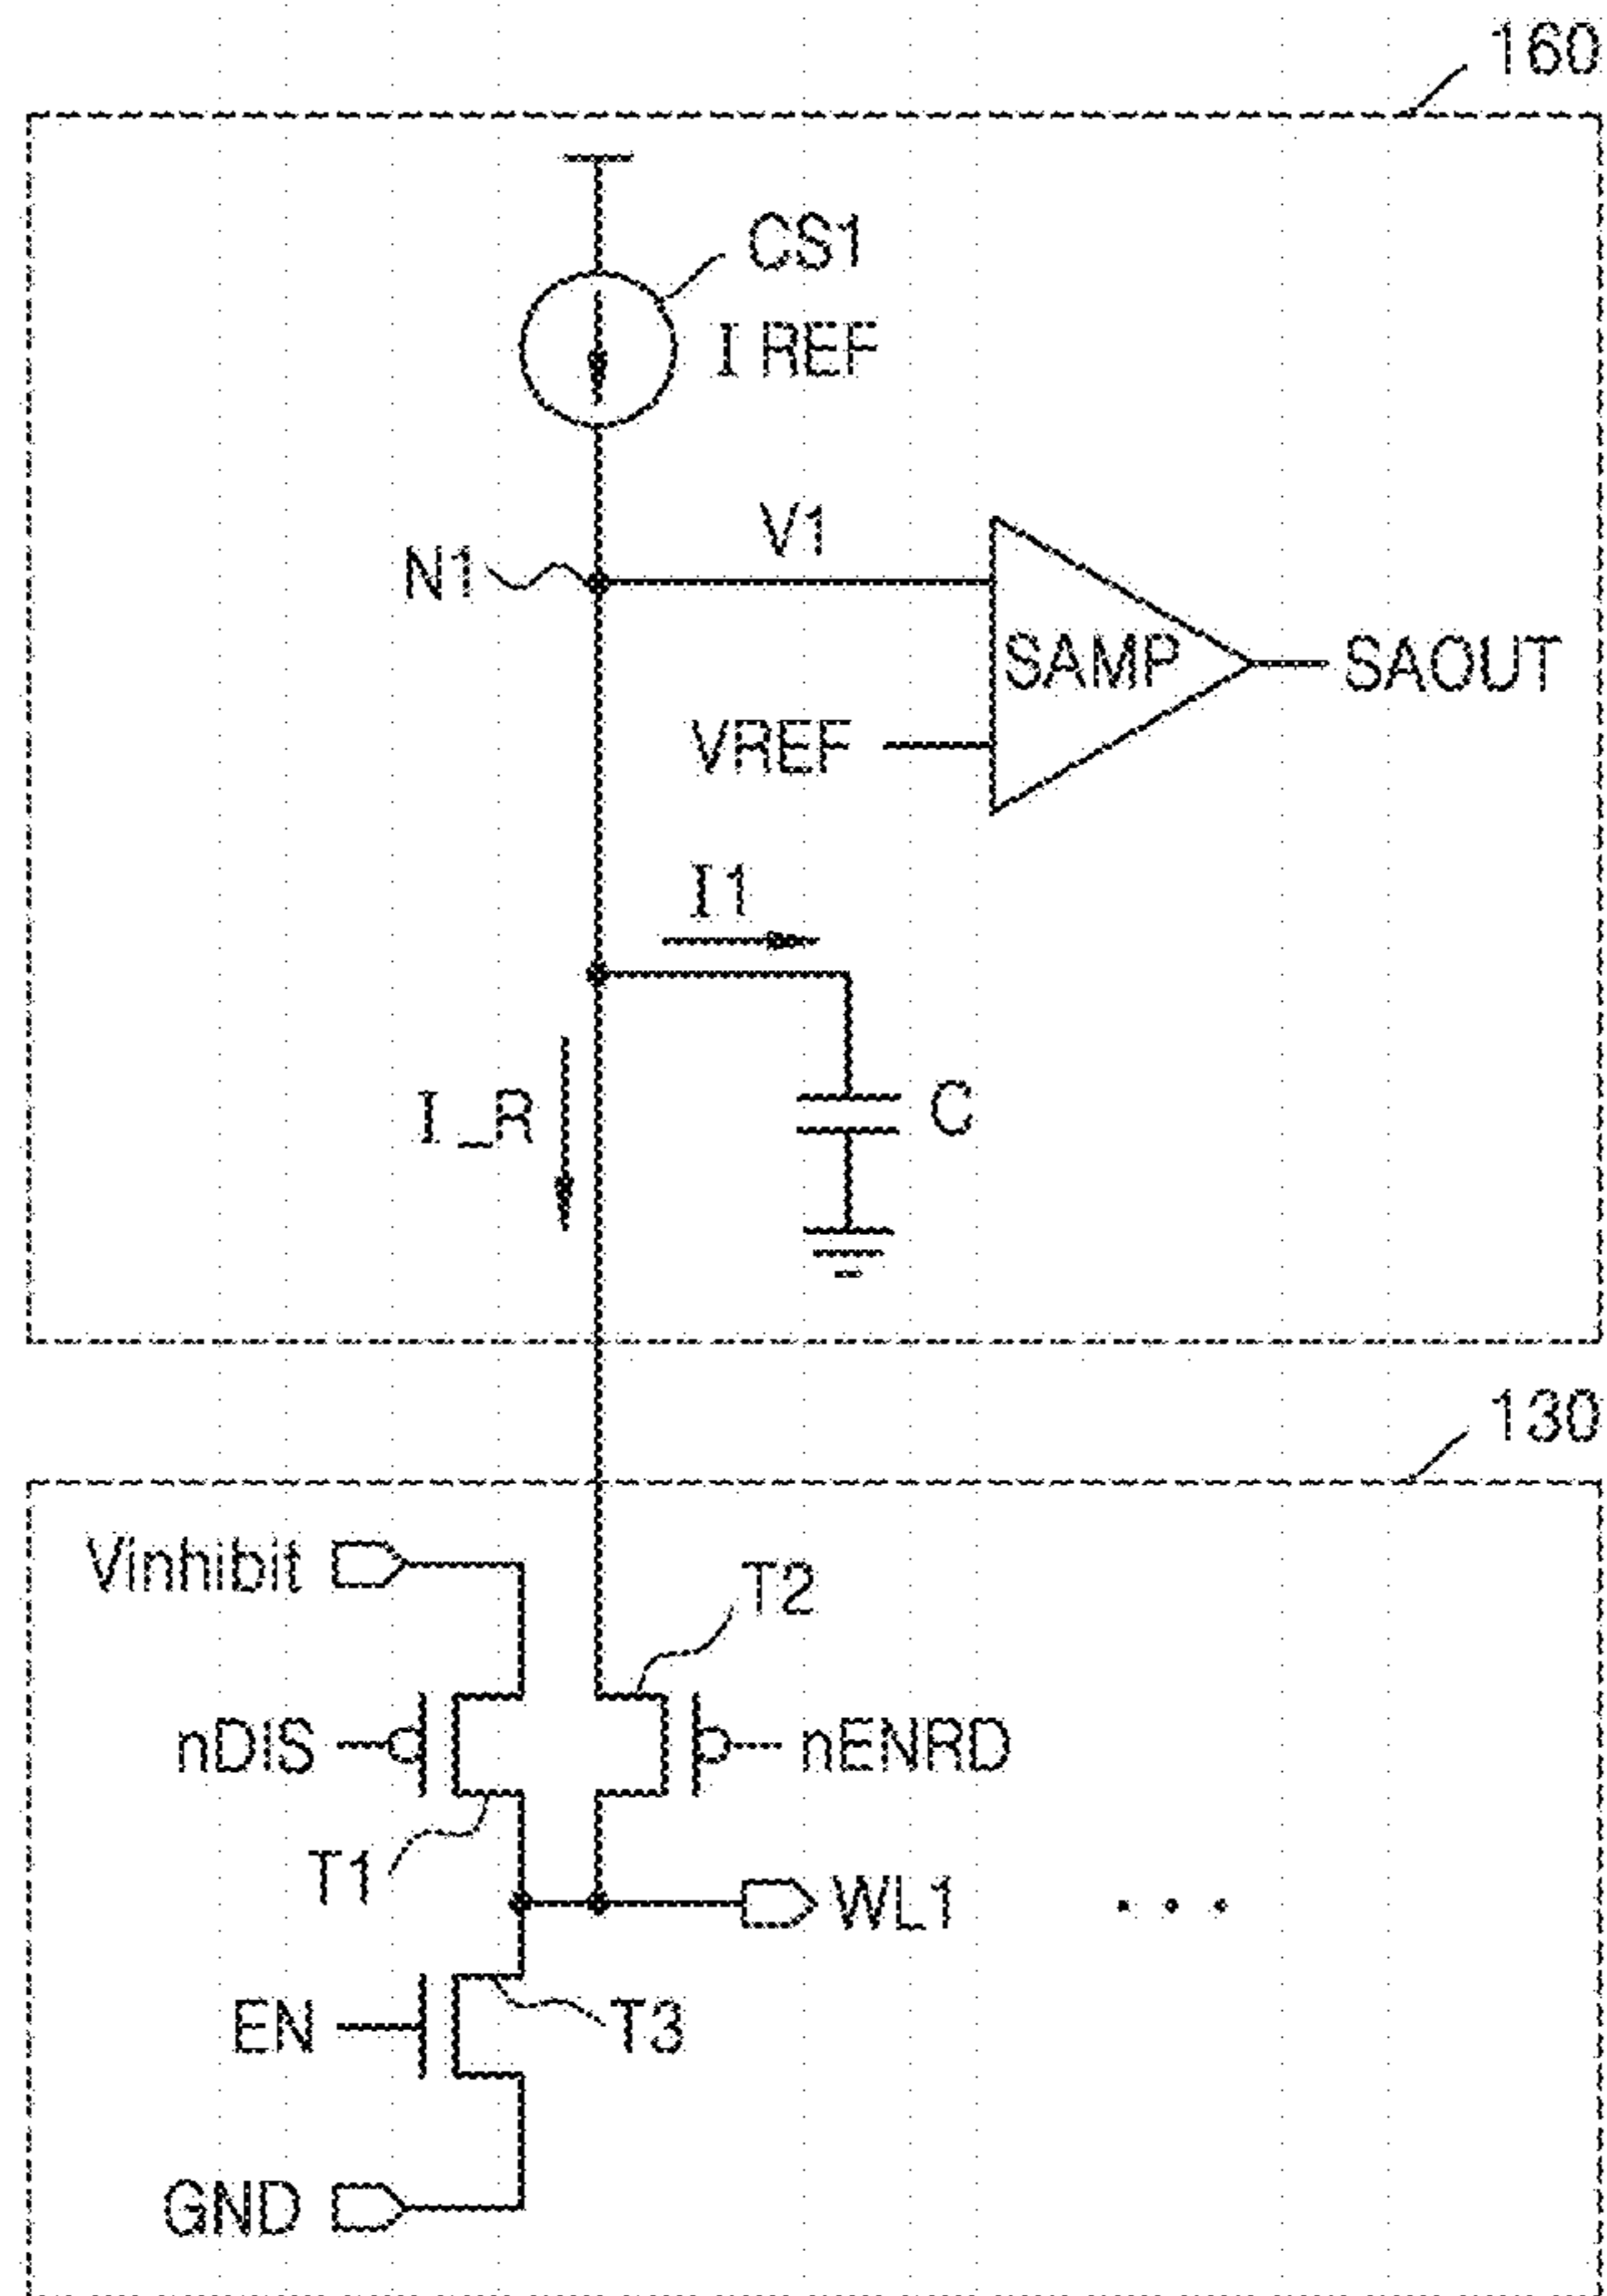 160
CS1
I REF
V1
N1
SAMP
SAOUT
VREF
I1
I_R
C
130
Vinhibit
T2
nDIS
nENRD
T1
WL1
EN
T3
GND